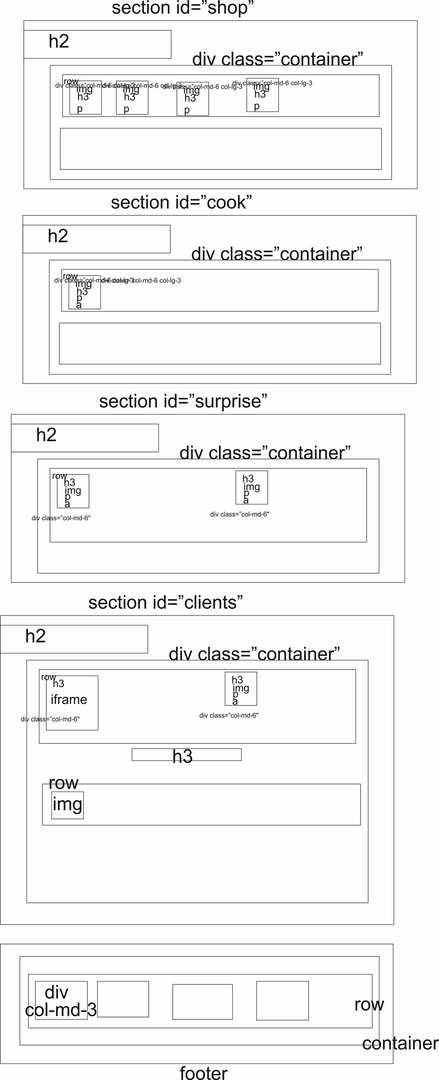 section id=”shop”
h2
div class=”container”
row
div class=”col-md-6 col-lg-3
div class=”col-md-6 col-lg-3
div class=”col-md-6 col-lg-3
div class=”col-md-6 col-lg-3
img
img
img
img
h3
h3
h3
h3
p
p
p
p
section id=”cook”
h2
div class=”container”
row
div class=”col-md-6 col-lg-3
col-md-6 col-lg-3
img
h3
p
a
section id=”surprise”
h2
div class=”container”
row
h3
img
p
a
div class=”col-md-6”
h3
img
p
a
div class=”col-md-6”
section id=”clients”
h2
div class=”container”
row
h3
iframe
div class=”col-md-6”
h3
img
p
a
div class=”col-md-6”
h3
row
img
div
col-md-3
row
container
footer